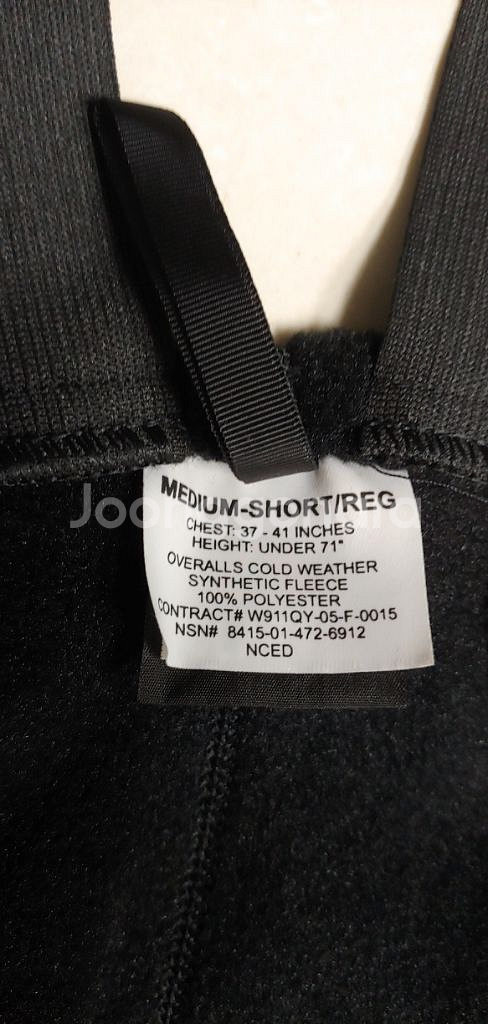 MEDIUM-SHORT/REG
CHEST: 37 - 41 INCHES
HEIGHT: UNDER 71"
OVERALLS COLD WEATHER
SYNTHETIC FLEECE
100% POLYESTER
CONTRACT# W911QY-05-F-0015
NSN# 8415-01-472-6912
NCED